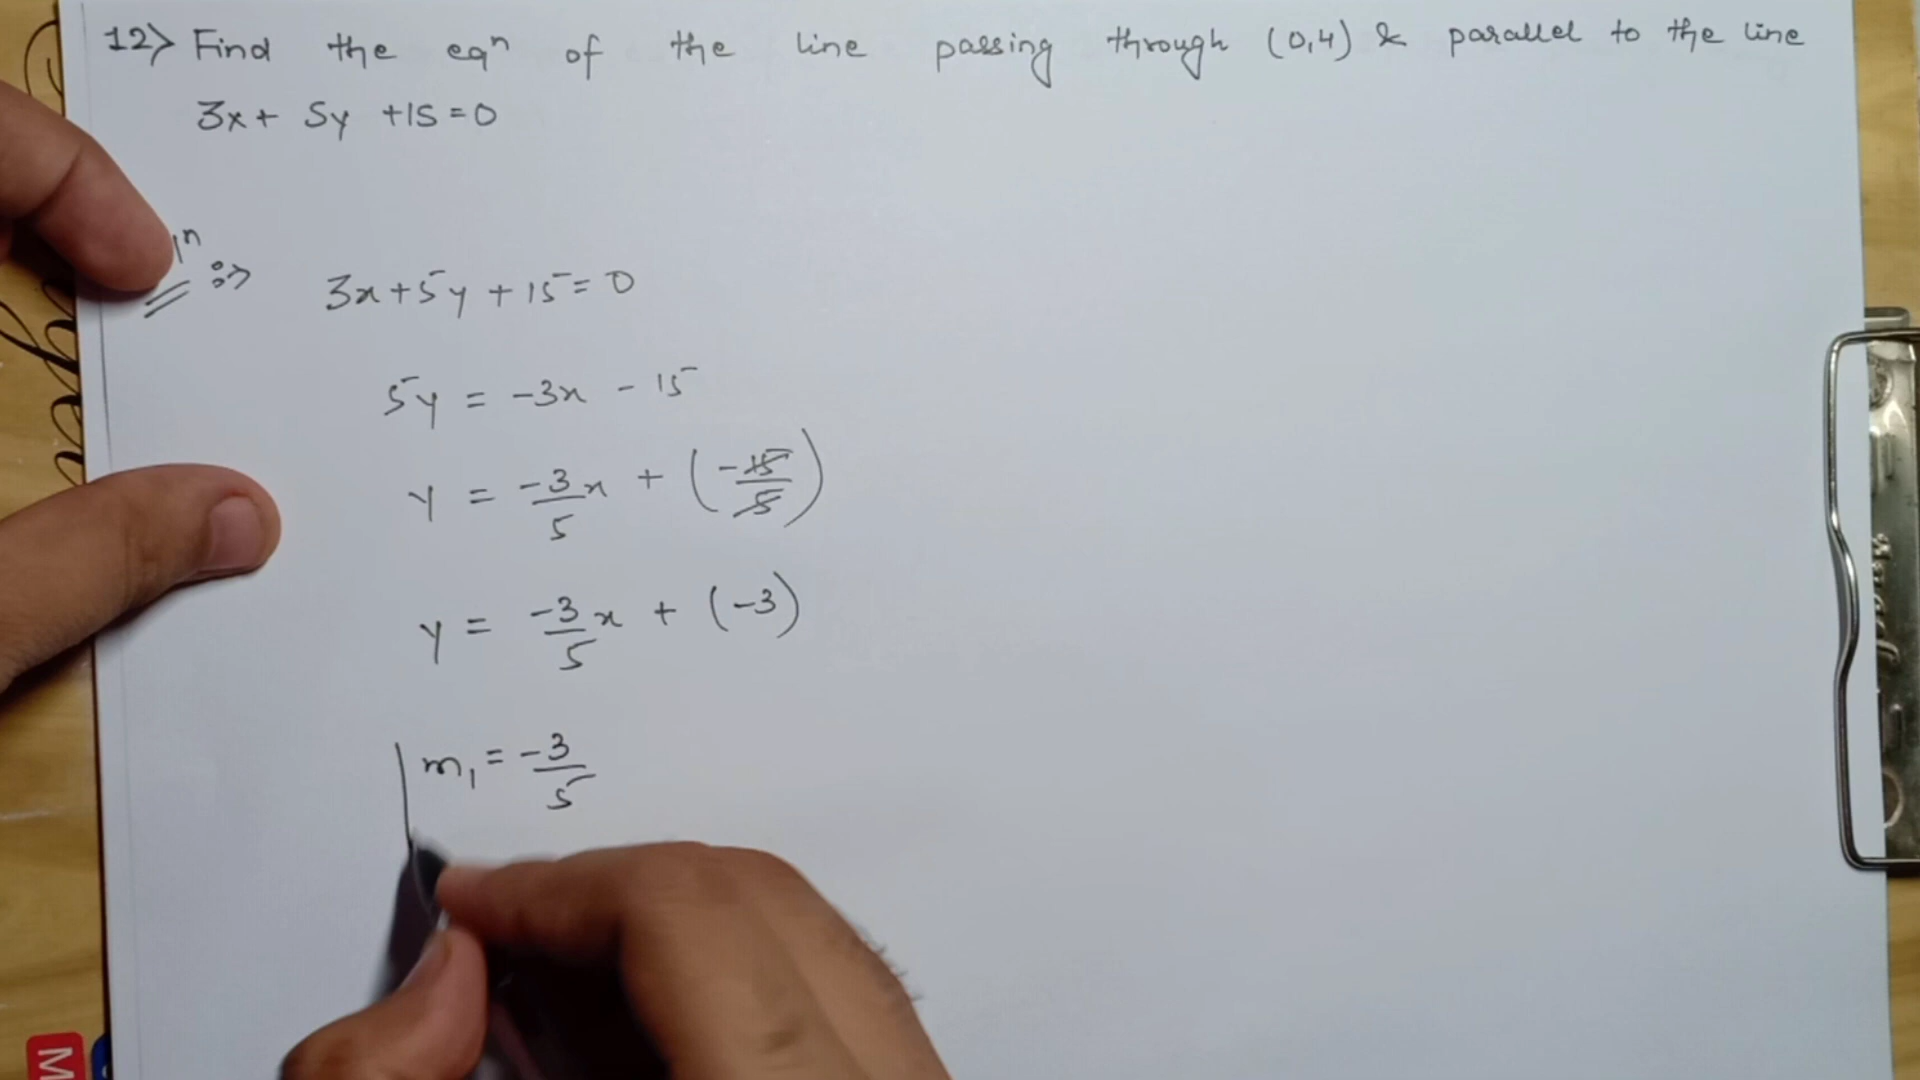 12> Find the eqⁿ of the line passing through (0,4) & parallel to the line
3x + 5y + 15 = 0
3x + 5y + 15 = 0
5y = -3x - 15
y = -3/5 x + (-15/5)
y = -3/5 x + (-3)
m₁ = -3/5
M